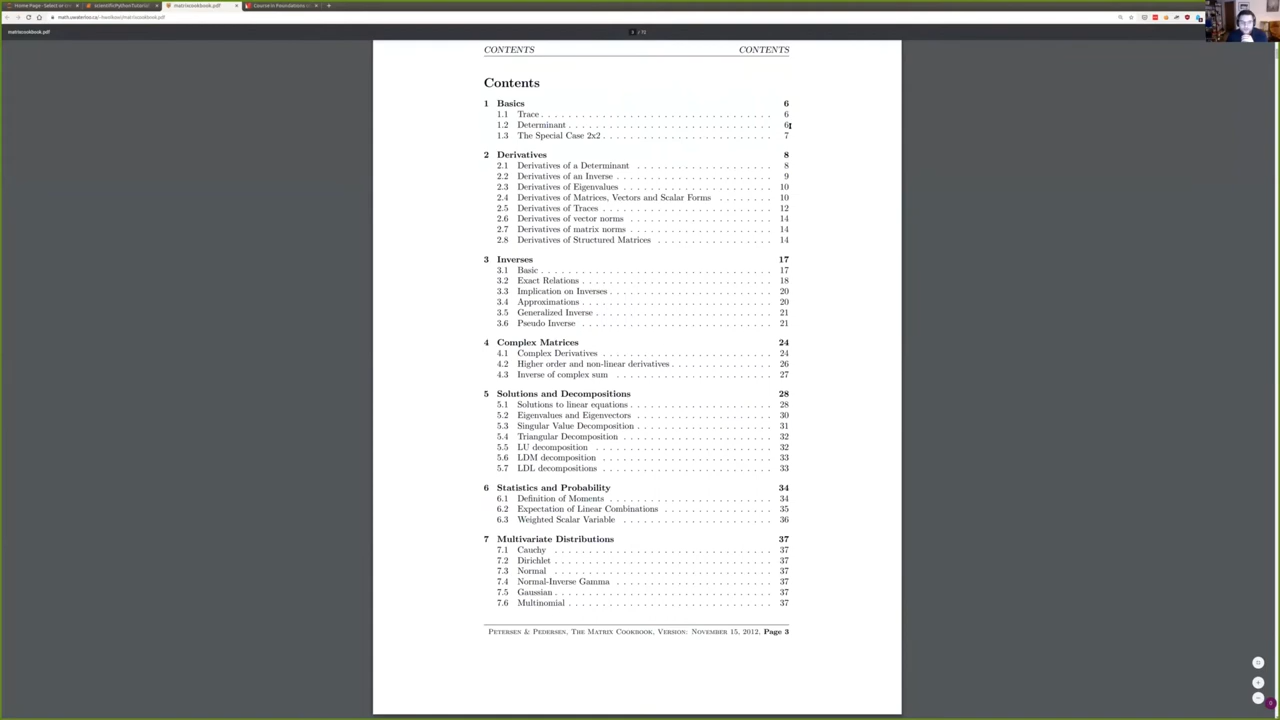 Home Page - Select or
scientificPythonTutorial
matrixcookbook.pdf
Course in Foundations
matrixcookbook.pdf
CONTENTS CONTENTS
Contents
1 Basics 6
1.1 Trace . . . . . . . . . . . . . . . . . . . . 6
1.2 Determinant . . . . . . . . . . . . . . . . . . . . 6
1.3 The Special Case 2x2 . . . . . . . . . . . . . . . . . . . . 7
2 Derivatives 8
2.1 Derivatives of a Determinant . . . . . . . . . . . . . . 8
2.2 Derivatives of an Inverse . . . . . . . . . . . . . . . 9
2.3 Derivatives of Eigenvalues . . . . . . . . . . . . . . . 10
2.4 Derivatives of Matrices, Vectors and Scalar Forms . . . . . 10
2.5 Derivatives of Traces . . . . . . . . . . . . . . . . . 12
2.6 Derivatives of vector norms . . . . . . . . . . . . . . 14
2.7 Derivatives of matrix norms . . . . . . . . . . . . . . 14
2.8 Derivatives of Structured Matrices . . . . . . . . . . . 14
3 Inverses 17
3.1 Basic . . . . . . . . . . . . . . . . . . . . 17
3.2 Exact Relations . . . . . . . . . . . . . . . . . . 18
3.3 Implication on Inverses . . . . . . . . . . . . . . . . 20
3.4 Approximations . . . . . . . . . . . . . . . . . . 20
3.5 Generalized Inverse . . . . . . . . . . . . . . . . . 21
3.6 Pseudo Inverse . . . . . . . . . . . . . . . . . . 21
4 Complex Matrices 24
4.1 Complex Derivatives . . . . . . . . . . . . . . . . . 24
4.2 Higher order and non-linear derivatives . . . . . . . . . . 26
4.3 Inverse of complex sum . . . . . . . . . . . . . . . 27
5 Solutions and Decompositions 28
5.1 Solutions to linear equations . . . . . . . . . . . . . . 28
5.2 Eigenvalues and Eigenvectors . . . . . . . . . . . . . . 30
5.3 Singular Value Decomposition . . . . . . . . . . . . . . 31
5.4 Triangular Decomposition . . . . . . . . . . . . . . . 32
5.5 LU decomposition . . . . . . . . . . . . . . . . . 32
5.6 LDM decomposition . . . . . . . . . . . . . . . . . 33
5.7 LDL decompositions . . . . . . . . . . . . . . . . . 33
6 Statistics and Probability 34
6.1 Definition of Moments . . . . . . . . . . . . . . . . 34
6.2 Expectation of Linear Combinations . . . . . . . . . . . 35
6.3 Weighted Scalar Variable . . . . . . . . . . . . . . . 36
7 Multivariate Distributions 37
7.1 Cauchy . . . . . . . . . . . . . . . . . . . . 37
7.2 Dirichlet . . . . . . . . . . . . . . . . . . . . 37
7.3 Normal . . . . . . . . . . . . . . . . . . . . 37
7.4 Normal-Inverse Gamma . . . . . . . . . . . . . . . . 37
7.5 Gaussian . . . . . . . . . . . . . . . . . . . . 37
7.6 Multinomial . . . . . . . . . . . . . . . . . . . 37
Petersen & Pedersen, The Matrix Cookbook, Version: November 15, 2012, Page 3